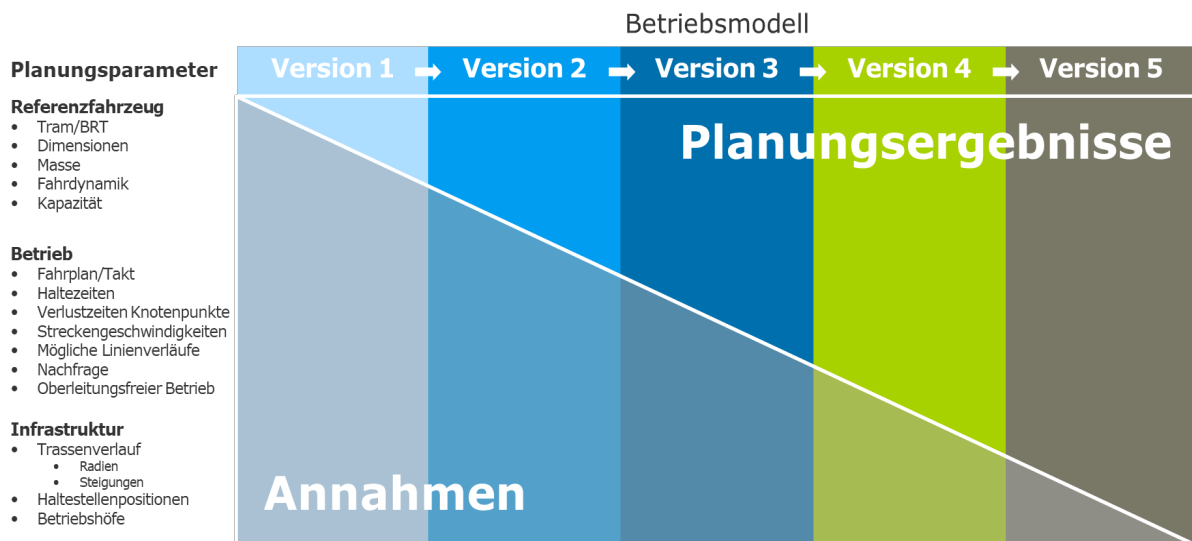 Betriebsmodell
Planungsparameter
Version 1
Version 2
Version 3
Version 4
Version 5
Referenzfahrzeug
• Tram/BRT
• Dimensionen
• Masse
• Fahrdynamik
• Kapazität
Planungsergebnisse
Betrieb
• Fahrplan/Takt
• Haltezeiten
• Verlustzeiten Knotenpunkte
• Streckengeschwindigkeiten
• Mögliche Linienverläufe
• Nachfrage
• Oberleitungsfreier Betrieb
Infrastruktur
• Trassenverlauf
• Radien
• Steigungen
• Haltestellenpositionen
• Betriebshöfe
Annahmen